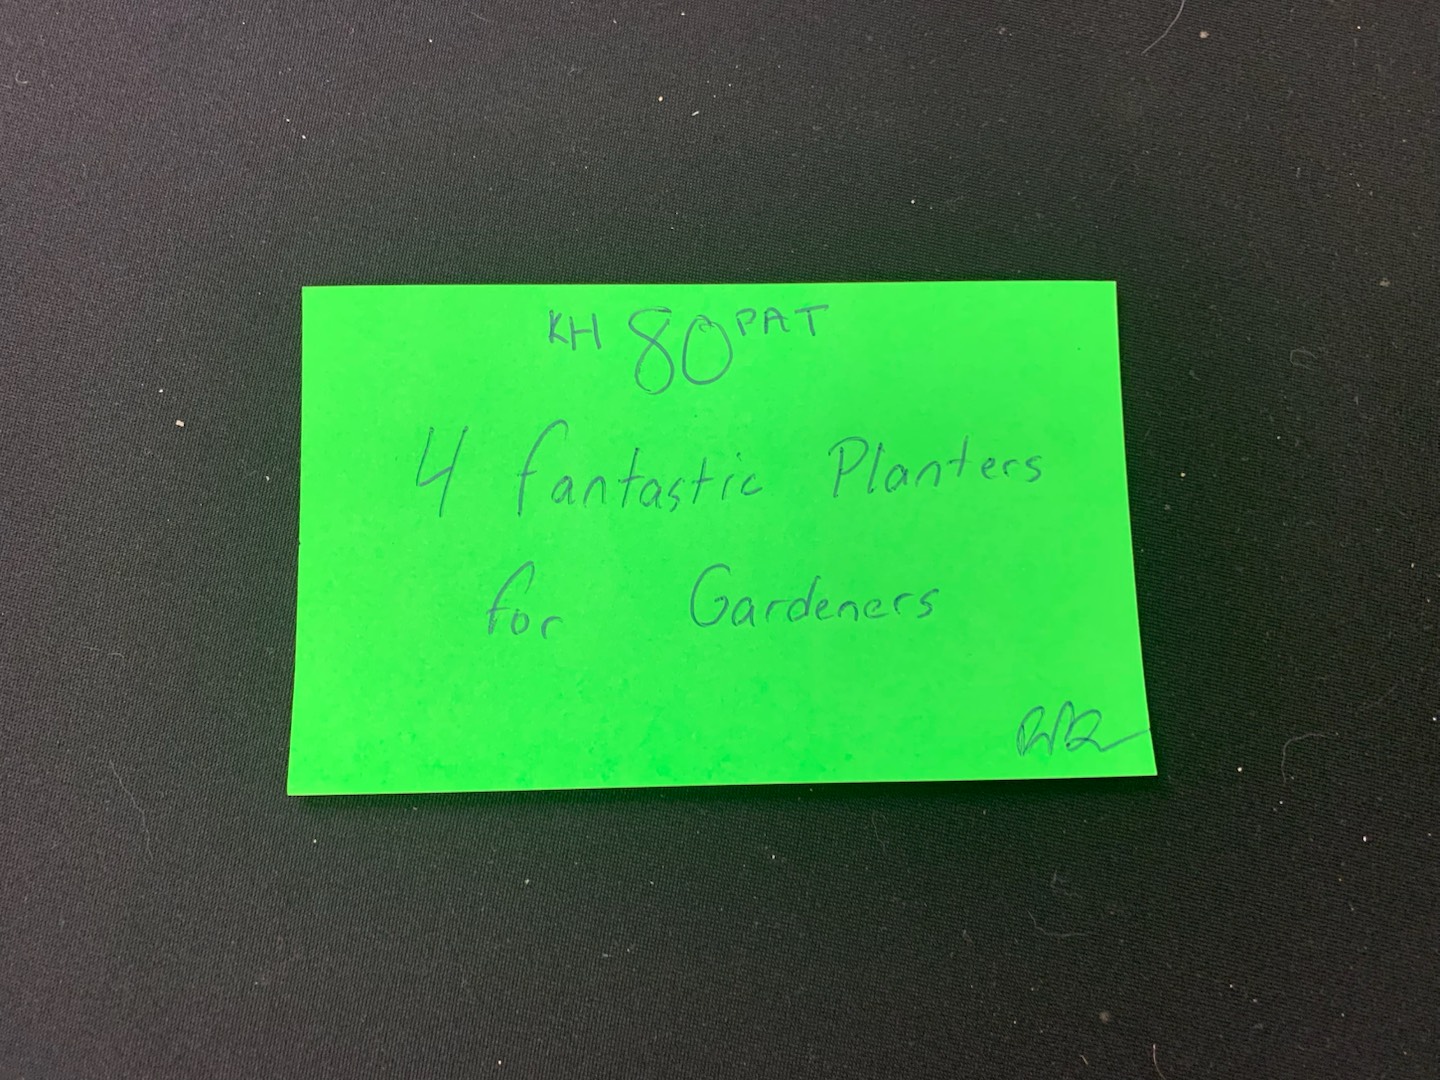 KH 80 PAT
4 fantastic Planters
for Gardeners